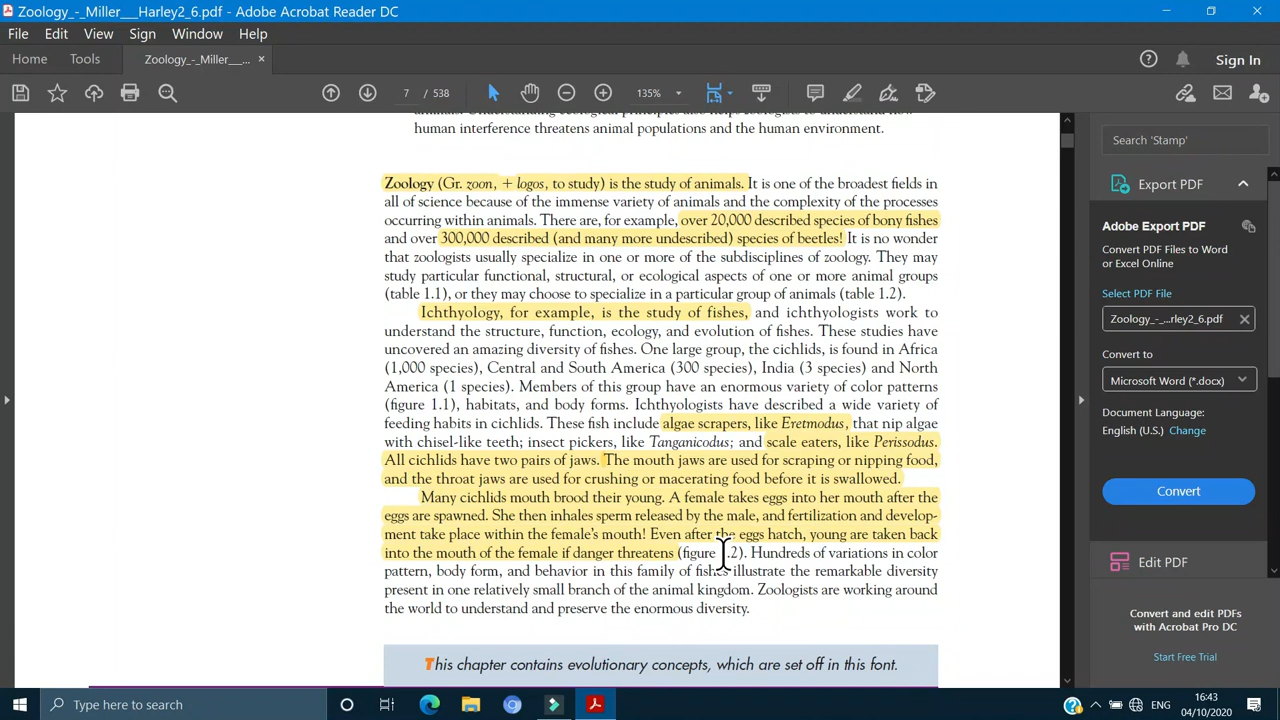 Zoology_-_Miller___Harley2_6.pdf - Adobe Acrobat Reader DC
File Edit View Sign Window Help
Home Tools Zoology_-_Miller___... × Sign In
7 / 538 135%
human interference threatens animal populations and the human environment.
Zoology (Gr. zoon, + logos, to study) is the study of animals. It is one of the broadest fields in
all of science because of the immense variety of animals and the complexity of the processes
occurring within animals. There are, for example, over 20,000 described species of bony fishes
and over 300,000 described (and many more undescribed) species of beetles! It is no wonder
that zoologists usually specialize in one or more of the subdisciplines of zoology. They may
study particular functional, structural, or ecological aspects of one or more animal groups
(table 1.1), or they may choose to specialize in a particular group of animals (table 1.2).
Ichthyology, for example, is the study of fishes, and ichthyologists work to
understand the structure, function, ecology, and evolution of fishes. These studies have
uncovered an amazing diversity of fishes. One large group, the cichlids, is found in Africa
(1,000 species), Central and South America (300 species), India (3 species) and North
America (1 species). Members of this group have an enormous variety of color patterns
(figure 1.1), habitats, and body forms. Ichthyologists have described a wide variety of
feeding habits in cichlids. These fish include algae scrapers, like Eretmodus, that nip algae
with chisel-like teeth; insect pickers, like Tanganicodus; and scale eaters, like Perissodus.
All cichlids have two pairs of jaws. The mouth jaws are used for scraping or nipping food,
and the throat jaws are used for crushing or macerating food before it is swallowed.
Many cichlids mouth brood their young. A female takes eggs into her mouth after the
eggs are spawned. She then inhales sperm released by the male, and fertilization and develop-
ment take place within the female's mouth! Even after the eggs hatch, young are taken back
into the mouth of the female if danger threatens (figure .2). Hundreds of variations in color
pattern, body form, and behavior in this family of fishes illustrate the remarkable diversity
present in one relatively small branch of the animal kingdom. Zoologists are working around
the world to understand and preserve the enormous diversity.
This chapter contains evolutionary concepts, which are set off in this font.
Search 'Stamp'
Export PDF
Adobe Export PDF
Convert PDF Files to Word
or Excel Online
Select PDF File
Zoology_-_...rley2_6.pdf
Convert to
Microsoft Word (*.docx)
Document Language:
English (U.S.) Change
Convert
Edit PDF
Convert and edit PDFs
with Acrobat Pro DC
Start Free Trial
Type here to search
ENG
16:43
04/10/2020